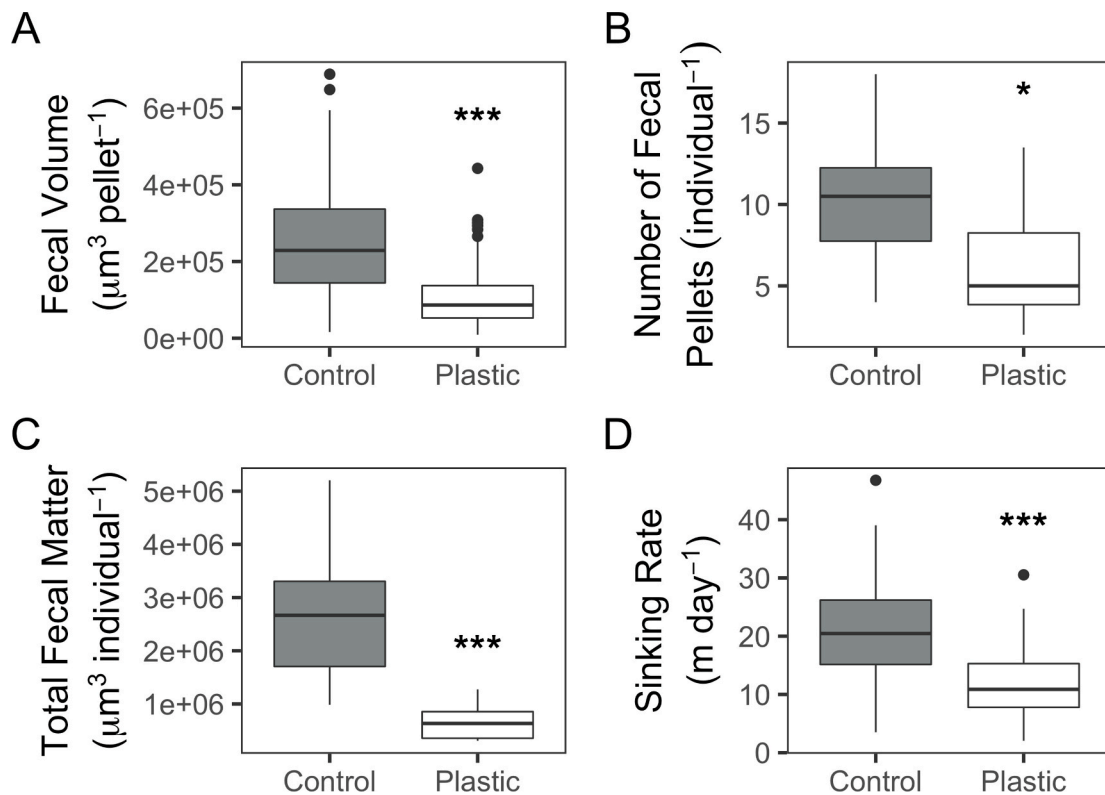 A
Fecal Volume
(μm³ pellet⁻¹)
6e+05
4e+05
2e+05
0e+00
***
Control
Plastic
B
Number of Fecal
Pellets (individual⁻¹)
15
10
5
*
Control
Plastic
C
Total Fecal Matter
(μm³ individual⁻¹)
5e+06
4e+06
3e+06
2e+06
1e+06
***
Control
Plastic
D
Sinking Rate
(m day⁻¹)
40
30
20
10
0
***
Control
Plastic